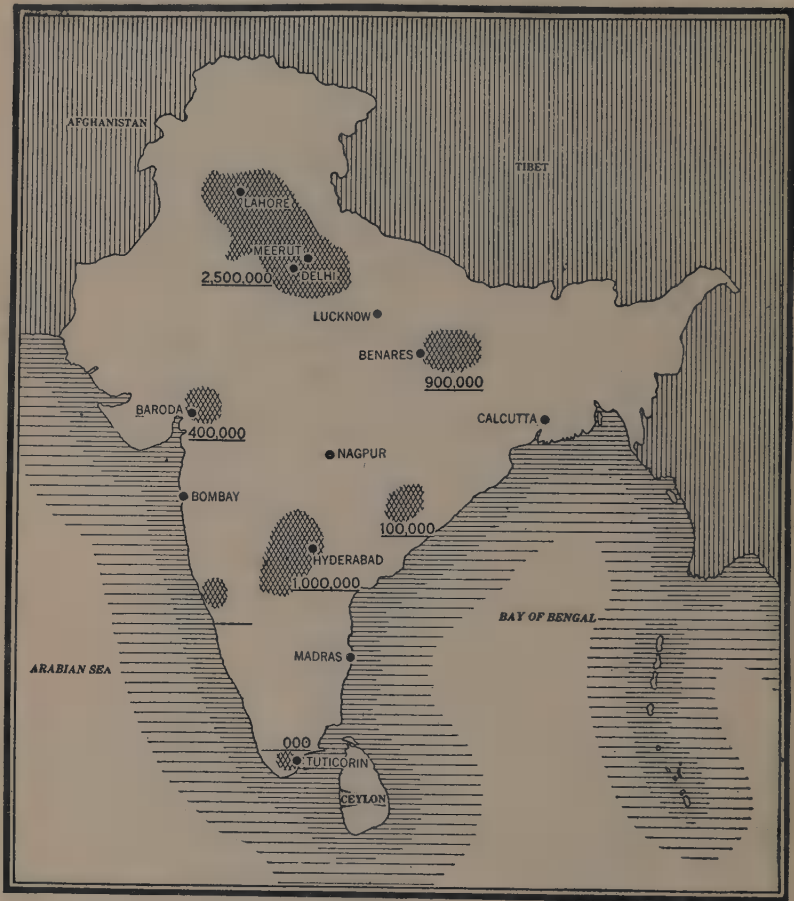 AFGHANISTAN
TIBET
LAHORE
MEERUT
2,500,000
DELHI
LUCKNOW
BENARES
900,000
BARODA
400,000
CALCUTTA
NAGPUR
BOMBAY
100,000
HYDERABAD
1,000,000
BAY OF BENGAL
MADRAS
ARABIAN SEA
000
TUTICORIN
CEYLON